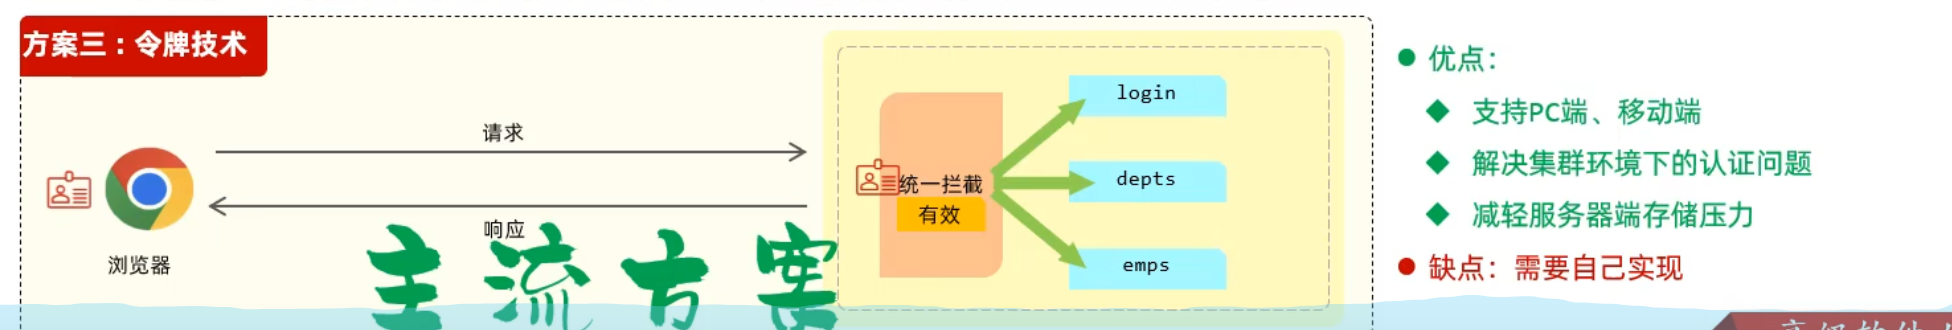 方案三：令牌技术
请求
响应
浏览器
统一拦截
有效
login
depts
emps
主流方案
优点：
支持PC端、移动端
解决集群环境下的认证问题
减轻服务器端存储压力
缺点：需要自己实现